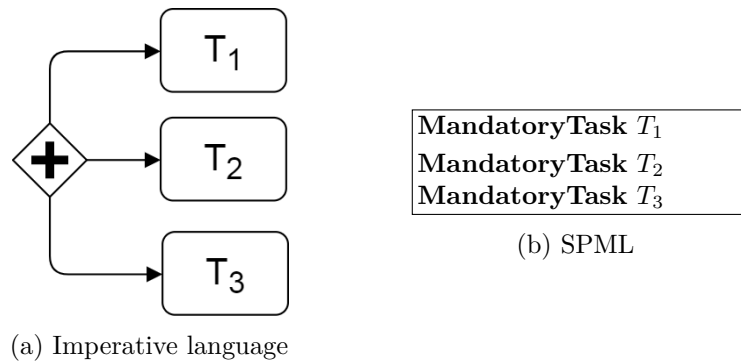 T1
T2
T3
(a) Imperative language
MandatoryTask T1
MandatoryTask T2
MandatoryTask T3
(b) SPML